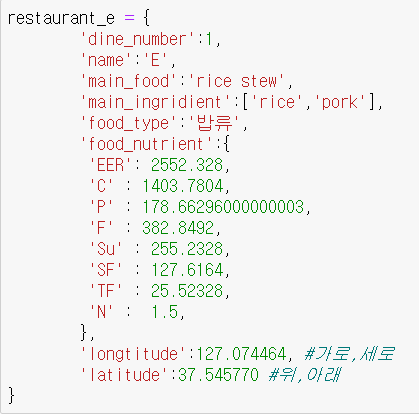 restaurant_e = {
'dine_number':1,
'name':'E',
'main_food':'rice stew',
'main_ingridient':['rice','pork'],
'food_type':'밥류',
'food_nutrient':{
'EER': 2552.328,
'C' : 1403.7804,
'P' : 178.66296000000003,
'F' : 382.8492,
'Su' : 255.2328,
'SF' : 127.6164,
'TF' : 25.52328,
'N' :  1.5,
},
'longtitude':127.074464, #가로,세로
'latitude':37.545770 #위,아래
}